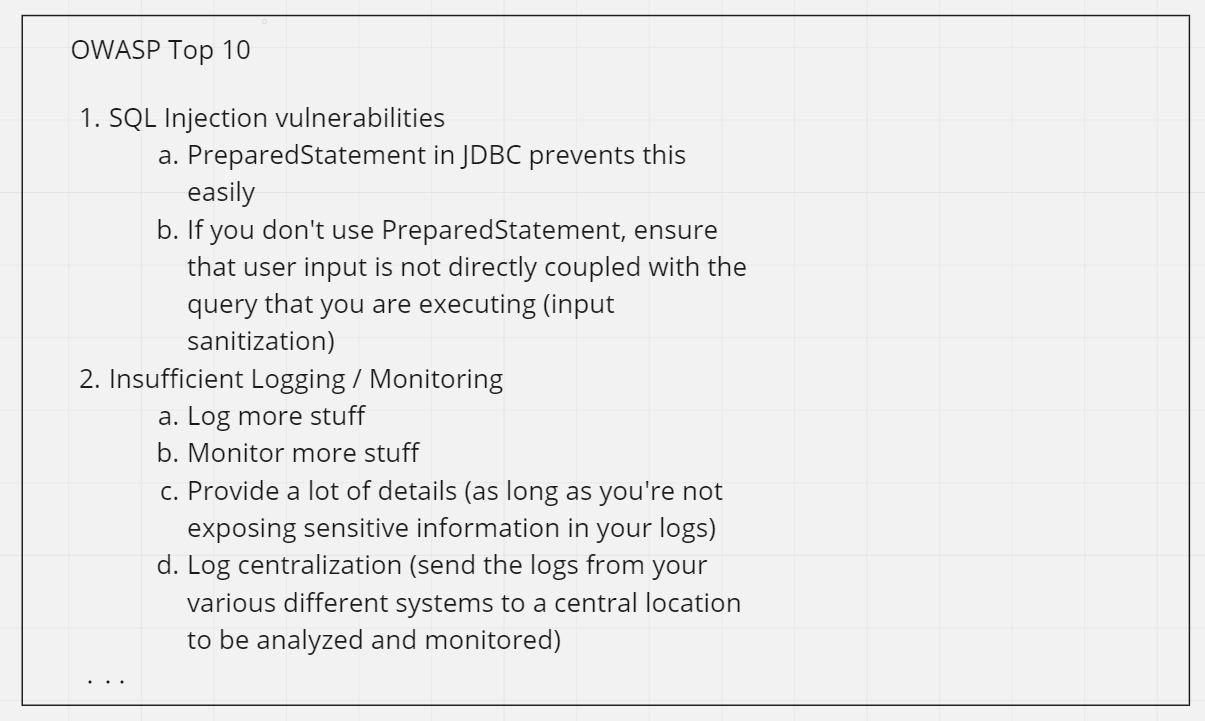 OWASP Top 10
1. SQL Injection vulnerabilities
a. PreparedStatement in JDBC prevents this
easily
b. If you don't use PreparedStatement, ensure
that user input is not directly coupled with the
query that you are executing (input
sanitization)
2. Insufficient Logging / Monitoring
a. Log more stuff
b. Monitor more stuff
c. Provide a lot of details (as long as you're not
exposing sensitive information in your logs)
d. Log centralization (send the logs from your
various different systems to a central location
to be analyzed and monitored)
. . .